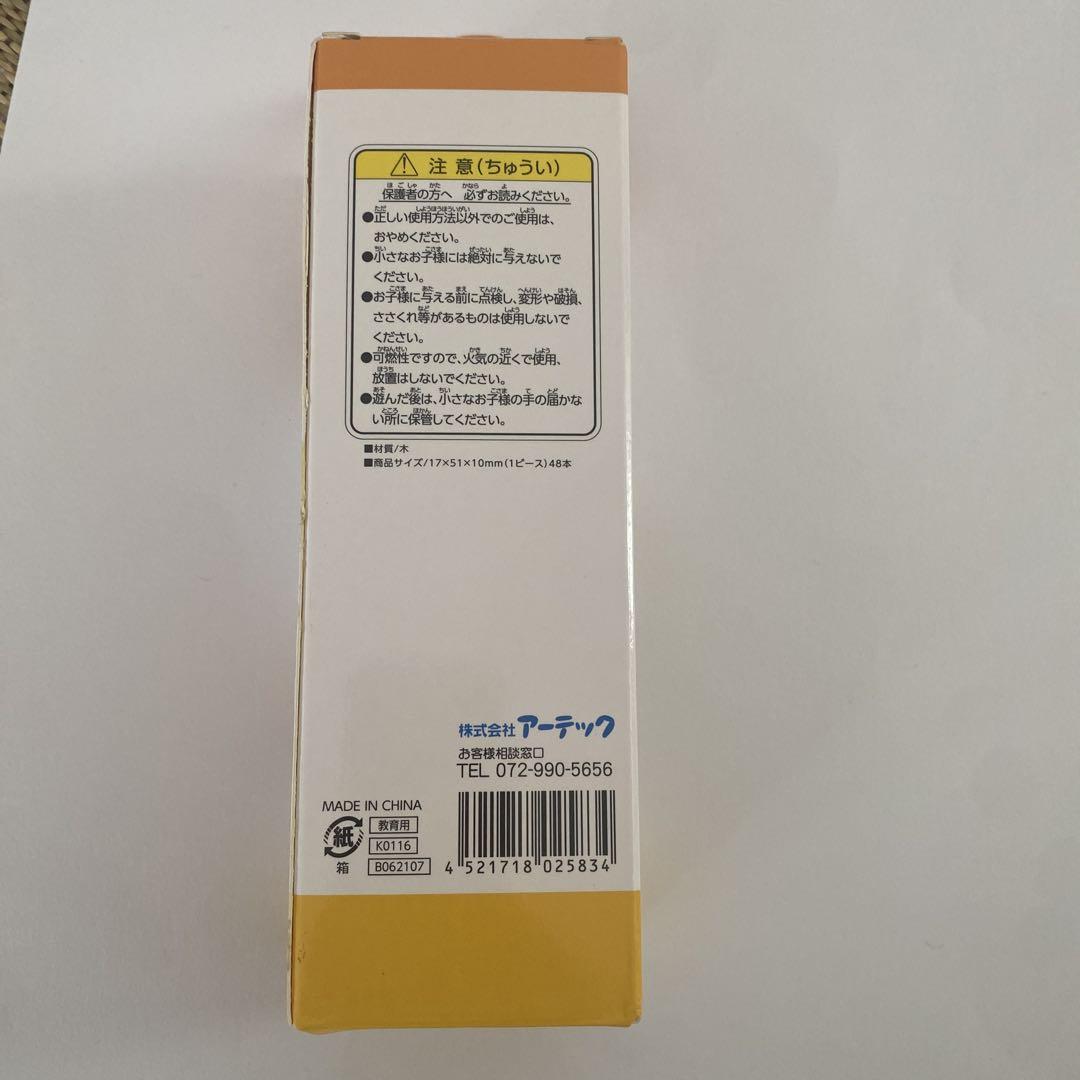 注意(ちゅうい)
保護者の方へ 必ずお読みください。
●正しい使用方法以外でのご使用は、
おやめください。
●小さなお子様には絶対に与えないで
ください。
●お子様に与える前に点検し、変形や破損、
ささくれ等があるものは使用しないで
ください。
●可燃性ですので、火気の近くで使用、
放置はしないでください。
●遊んだ後は、小さなお子様の手の届かな
い所に保管してください。
■材質/木
■商品サイズ/17×51×10mm(1ピース)48本
株式会社 アーテック
お客様相談窓口
TEL 072-990-5656
MADE IN CHINA
紙
箱
教育用
K0116
B062107
4 521718 025834